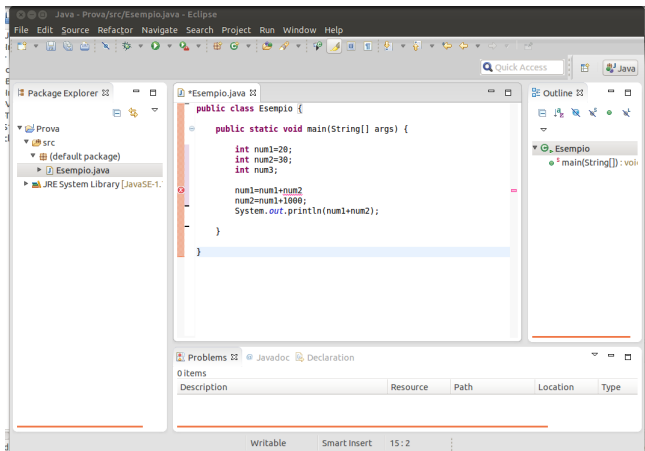 Java - Prova/src/Esempio.java - Eclipse
File Edit Source Refactor Navigate Search Project Run Window Help
Quick Access
Java
Package Explorer
Prova
src
(default package)
Esempio.java
JRE System Library [JavaSE-1.
*Esempio.java
public class Esempio {
public static void main(String[] args) {
int num1=20;
int num2=30;
int num3;
num1=num1+num2
num2=num1+1000;
System.out.println(num1+num2);
}
}
Outline
Esempio
main(String[]) : voi
Problems Javadoc Declaration
0 items
Description Resource Path Location Type
Writable Smart Insert 15 : 2